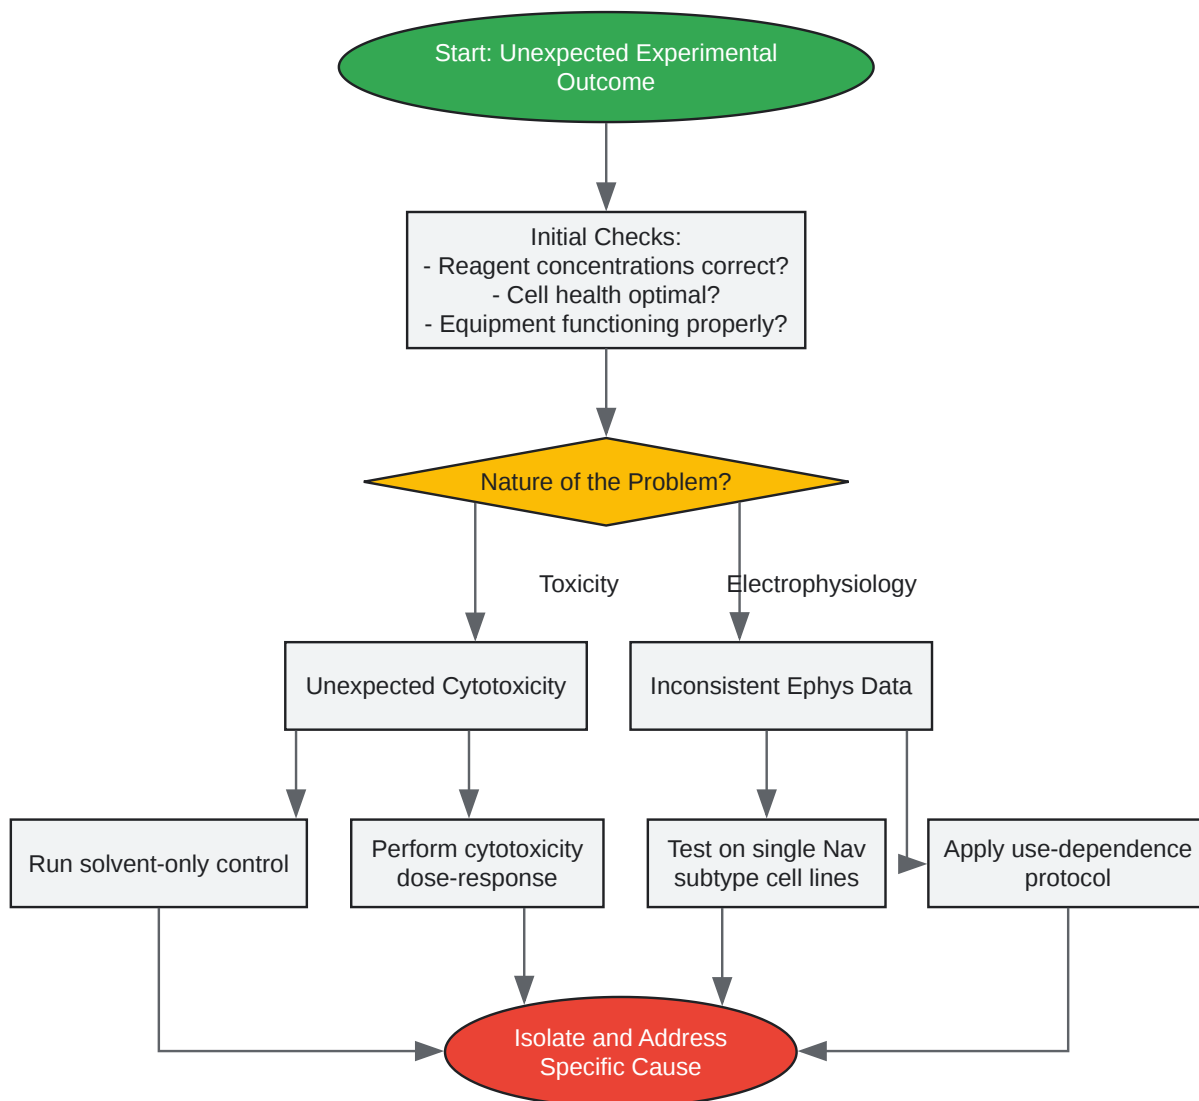 Start: Unexpected Experimental
Outcome
Initial Checks:
- Reagent concentrations correct?
- Cell health optimal?
- Equipment functioning properly?
Nature of the Problem?
Toxicity
Electrophysiology
Unexpected Cytotoxicity
Inconsistent Ephys Data
Run solvent-only control
Perform cytotoxicity
dose-response
Test on single Nav
subtype cell lines
Apply use-dependence
protocol
Isolate and Address
Specific Cause